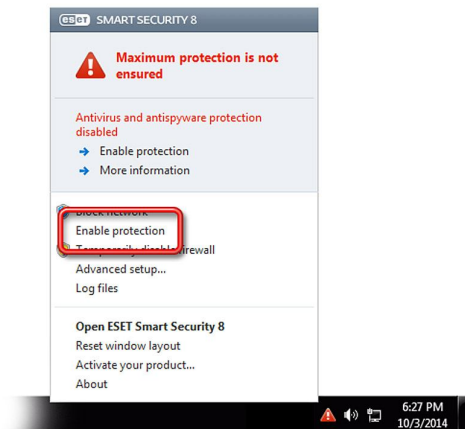 eset SMART SECURITY 8
Maximum protection is not
ensured
Antivirus and antispyware protection
disabled
Enable protection
More information
Block network
Enable protection
Temporarily disable firewall
Advanced setup...
Log files
Open ESET Smart Security 8
Reset window layout
Activate your product...
About
6:27 PM
10/3/2014